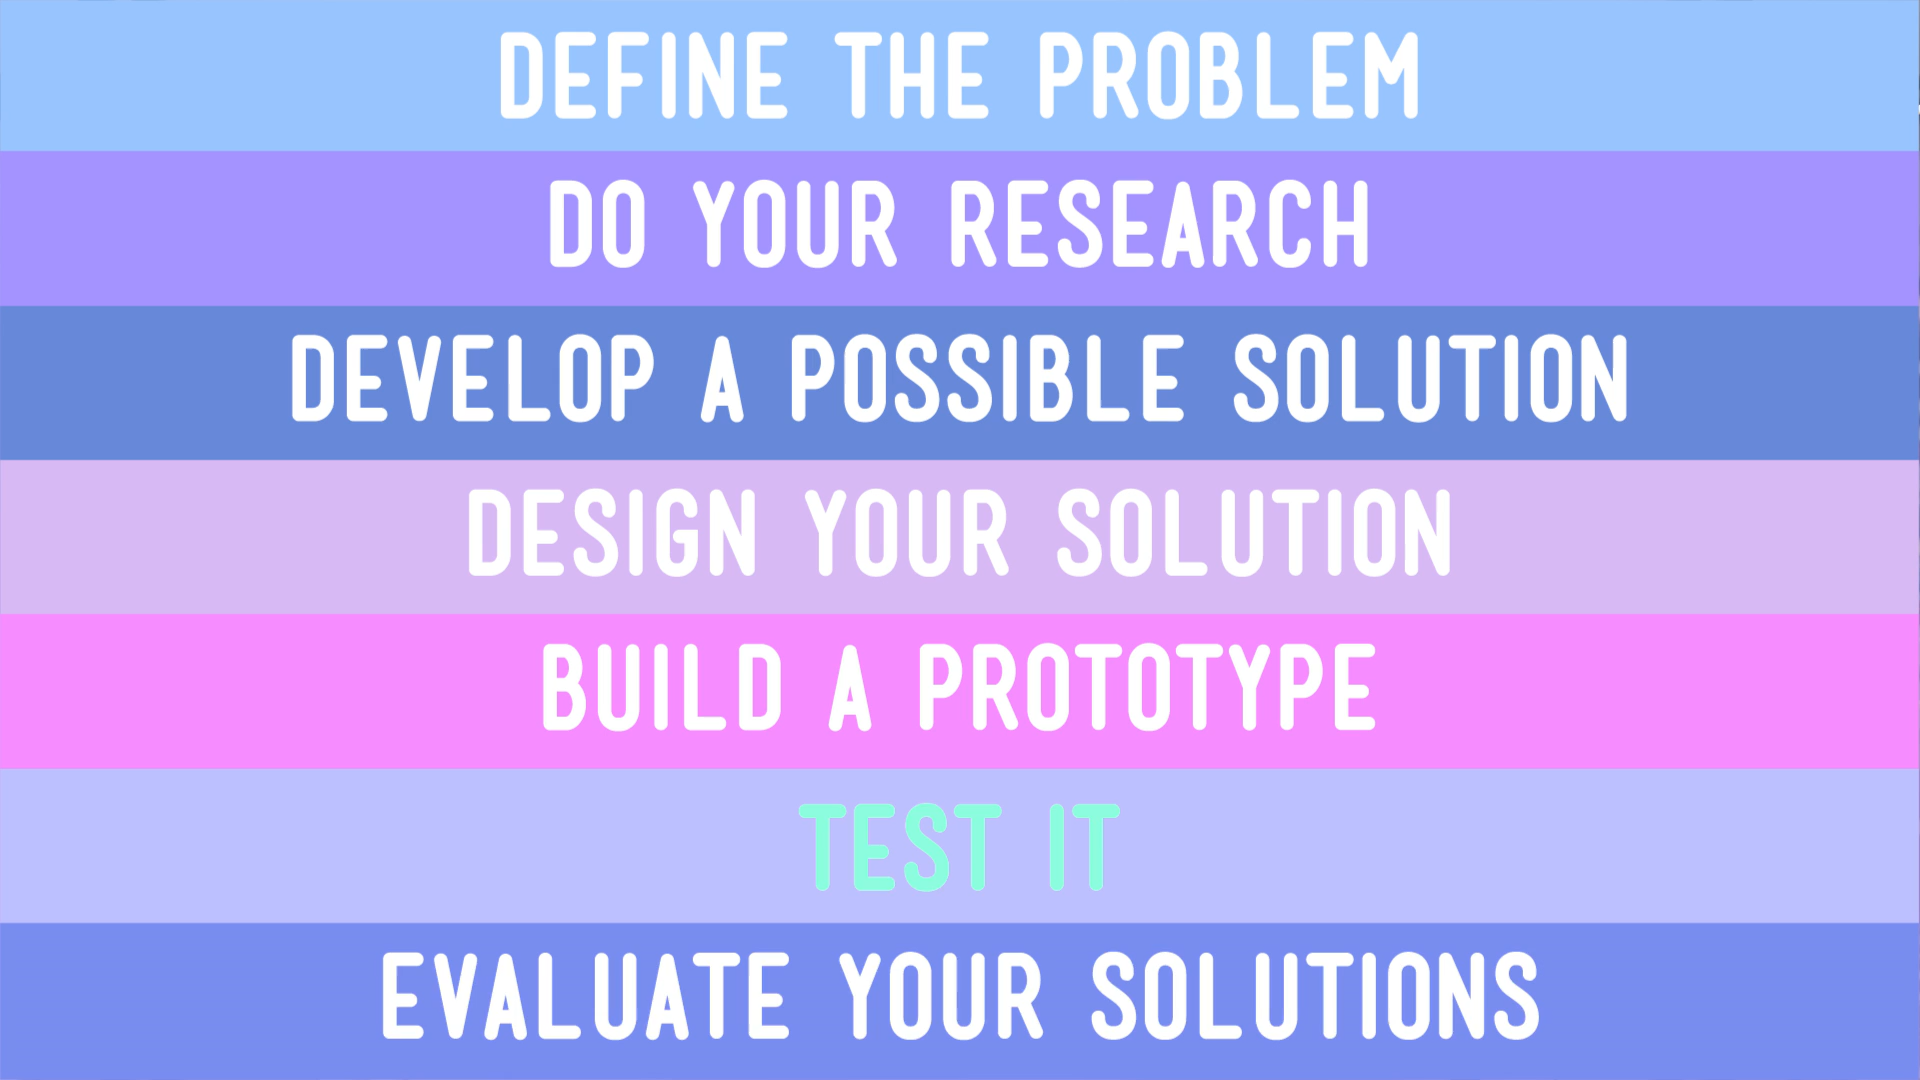 DEFINE THE PROBLEM
DO YOUR RESEARCH
DEVELOP A POSSIBLE SOLUTION
DESIGN YOUR SOLUTION
BUILD A PROTOTYPE
TEST IT
EVALUATE YOUR SOLUTIONS